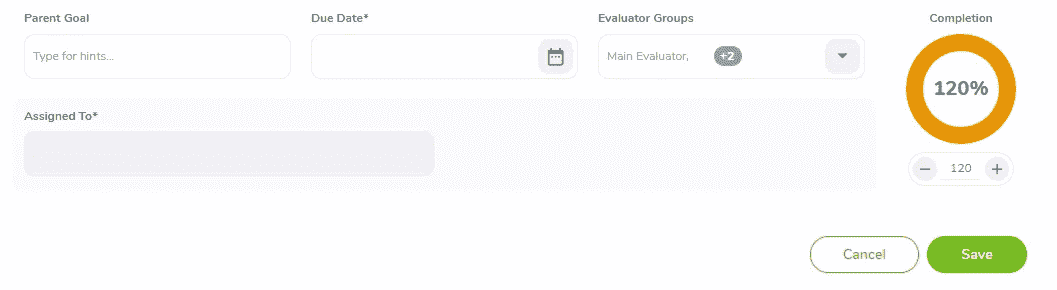 Parent Goal
Due Date*
Evaluator Groups
Completion
Type for hints...
Main Evaluator,
+2
120%
Assigned To*
120
Cancel
Save